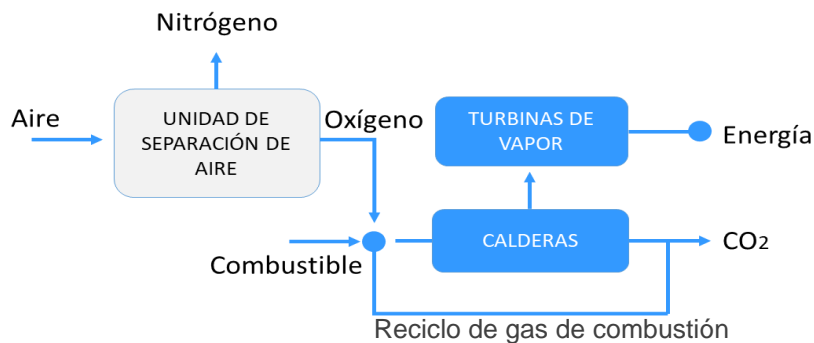 Nitrógeno
Aire
UNIDAD DE
SEPARACIÓN DE
AIRE
Oxígeno
TURBINAS DE
VAPOR
Energía
Combustible
CALDERAS
CO2
Reciclo de gas de combustión